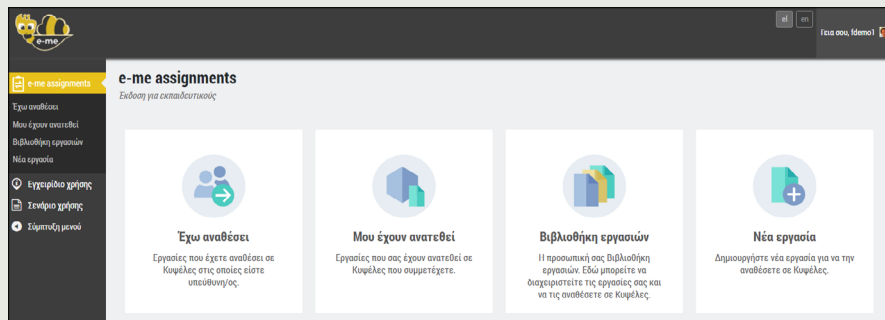 e-me
el en
Γεια σου, fdemo1
e-me assignments
Έχω αναθέσει
Μου έχουν ανατεθεί
Βιβλιοθήκη εργασιών
Νέα εργασία
Εγχειρίδιο χρήσης
Σενάριο χρήσης
Σύμπτυξη μενού
e-me assignments
Έκδοση για εκπαιδευτικούς
Έχω αναθέσει
Εργασίες που έχετε αναθέσει σε
Κυψέλες στις οποίες είστε
υπεύθυνη/ος.
Μου έχουν ανατεθεί
Εργασίες που σας έχουν ανατεθεί σε
Κυψέλες που συμμετέχετε.
Βιβλιοθήκη εργασιών
Η προσωπική σας Βιβλιοθήκη
εργασιών. Εδώ μπορείτε να
διαχειριστείτε τις εργασίες σας και
να τις αναθέσετε σε Κυψέλες.
Νέα εργασία
Δημιουργήστε νέα εργασία για να την
αναθέσετε σε Κυψέλες.